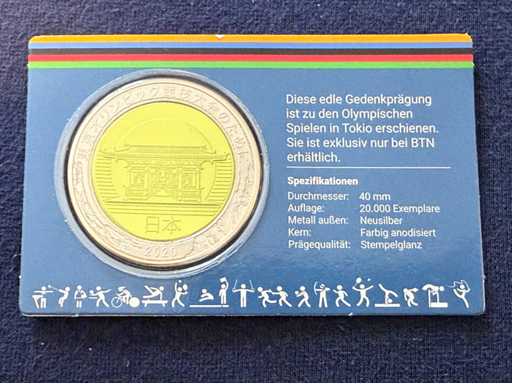 Diese edle Gedenkprägung
ist zu den Olympischen
Spielen in Tokio erschienen.
Sie ist exklusiv nur bei BTN
erhältlich.
Spezifikationen
Durchmesser: 40 mm
Auflage: 20.000 Exemplare
Metall außen: Neusilber
Kern: Farbig anodisiert
Prägequalität: Stempelglanz
日本
2020